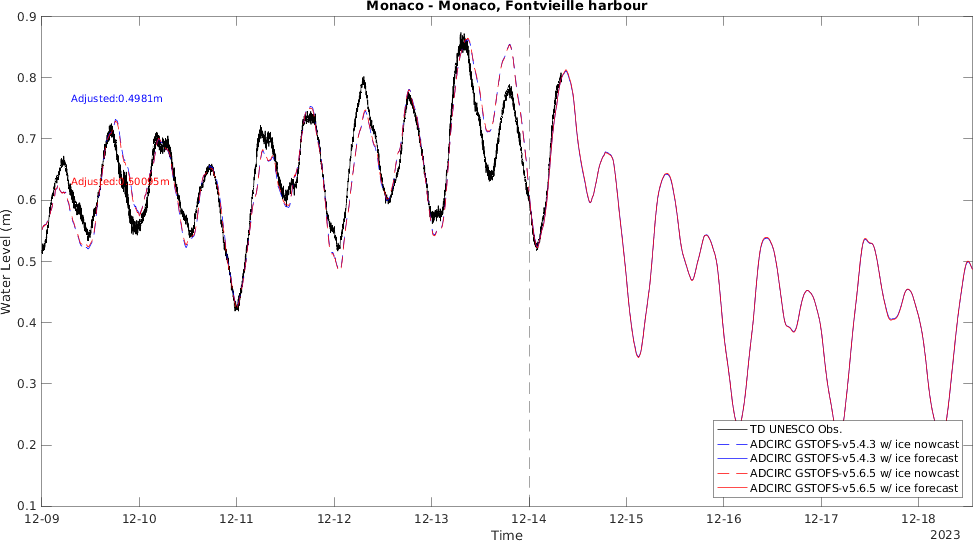 Monaco - Monaco, Fontvieille harbour
0.9
0.8
0.7
0.6
0.5
0.4
0.3
0.2
0.1
Water Level (m)
Adjusted:0.4981m
Adjusted:0.50095m
TD UNESCO Obs.
ADCIRC GSTOFS-v5.4.3 w/ ice nowcast
ADCIRC GSTOFS-v5.4.3 w/ ice forecast
ADCIRC GSTOFS-v5.6.5 w/ ice nowcast
ADCIRC GSTOFS-v5.6.5 w/ ice forecast
12-09 12-10 12-11 12-12 12-13 12-14 12-15 12-16 12-17 12-18
Time
2023